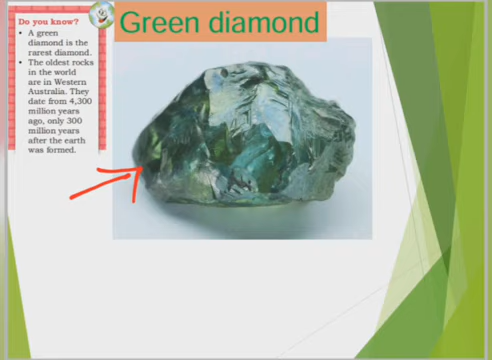 Do you know?
Green diamond
• A green
diamond is the
rarest diamond.
• The oldest rocks
in the world
are in Western
Australia. They
date from 4,300
million years
ago, only 300
million years
after the earth
was formed.